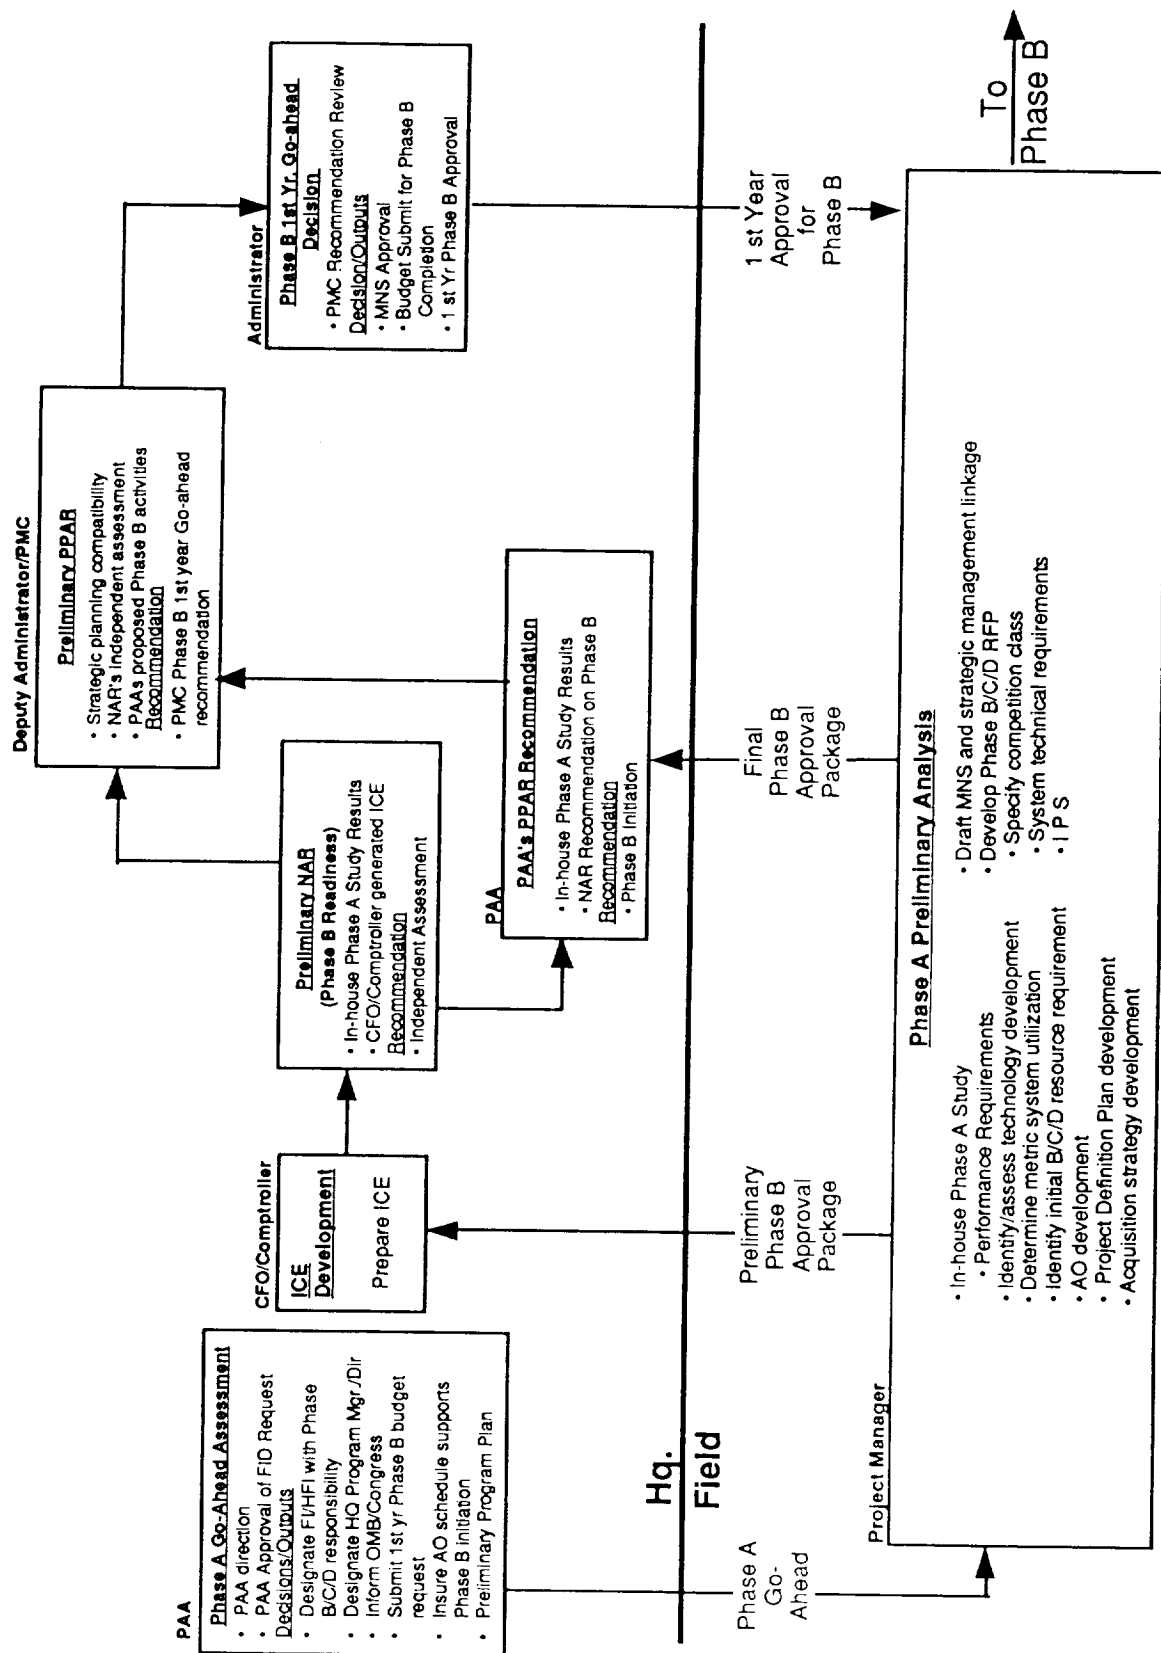 PAA
Phase A Go-Ahead Assessment
• PAA direction
• PAA Approval of FID Request
Decisions/Outputs
• Designate FI/HFI with Phase
B/C/D responsibility
• Designate HQ Program Mgr./Dir
• Inform OMB/Congress
• Submit 1st yr Phase B budget
request
• Insure AO schedule supports
Phase B initiation
• Preliminary Program Plan
CFO/Comptroller
ICE
Development
Prepare ICE
Preliminary NAR
(Phase B Readiness)
• In-house Phase A Study Results
• CFO/Comptroller generated ICE
Recommendation
• Independent Assessment
PAA
PAA's PPAR Recommendation
• In-house Phase A Study Results
• NAR Recommendation on Phase B
Recommendation
• Phase B Initiation
Deputy Administrator/PMC
Preliminary PPAR
• Strategic planning compatibility
• NAR's Independent assessment
• PAAs proposed Phase B activities
Recommendation
• PMC Phase B 1st year Go-ahead
recommendation
Administrator
Phase B 1st Yr. Go-ahead
Decision
• PMC Recommendation Review
Decision/Outputs
• MNS Approval
• Budget Submit for Phase B
Completion
• 1 st Yr Phase B Approval
Hq.
Field
Phase A
Go-
Ahead
Preliminary
Phase B
Approval
Package
Final
Phase B
Approval
Package
1 st Year
Approval
for
Phase B
Project Manager
Phase A Preliminary Analysis
• In-house Phase A Study
• Performance Requirements
• Identify/assess technology development
• Determine metric system utilization
• Identify initial B/C/D resource requirement
• AO development
• Project Definition Plan development
• Acquisition strategy development
• Draft MNS and strategic management linkage
• Develop Phase B/C/D RFP
• Specify competition class
• System technical requirements
• I P S
To
Phase B